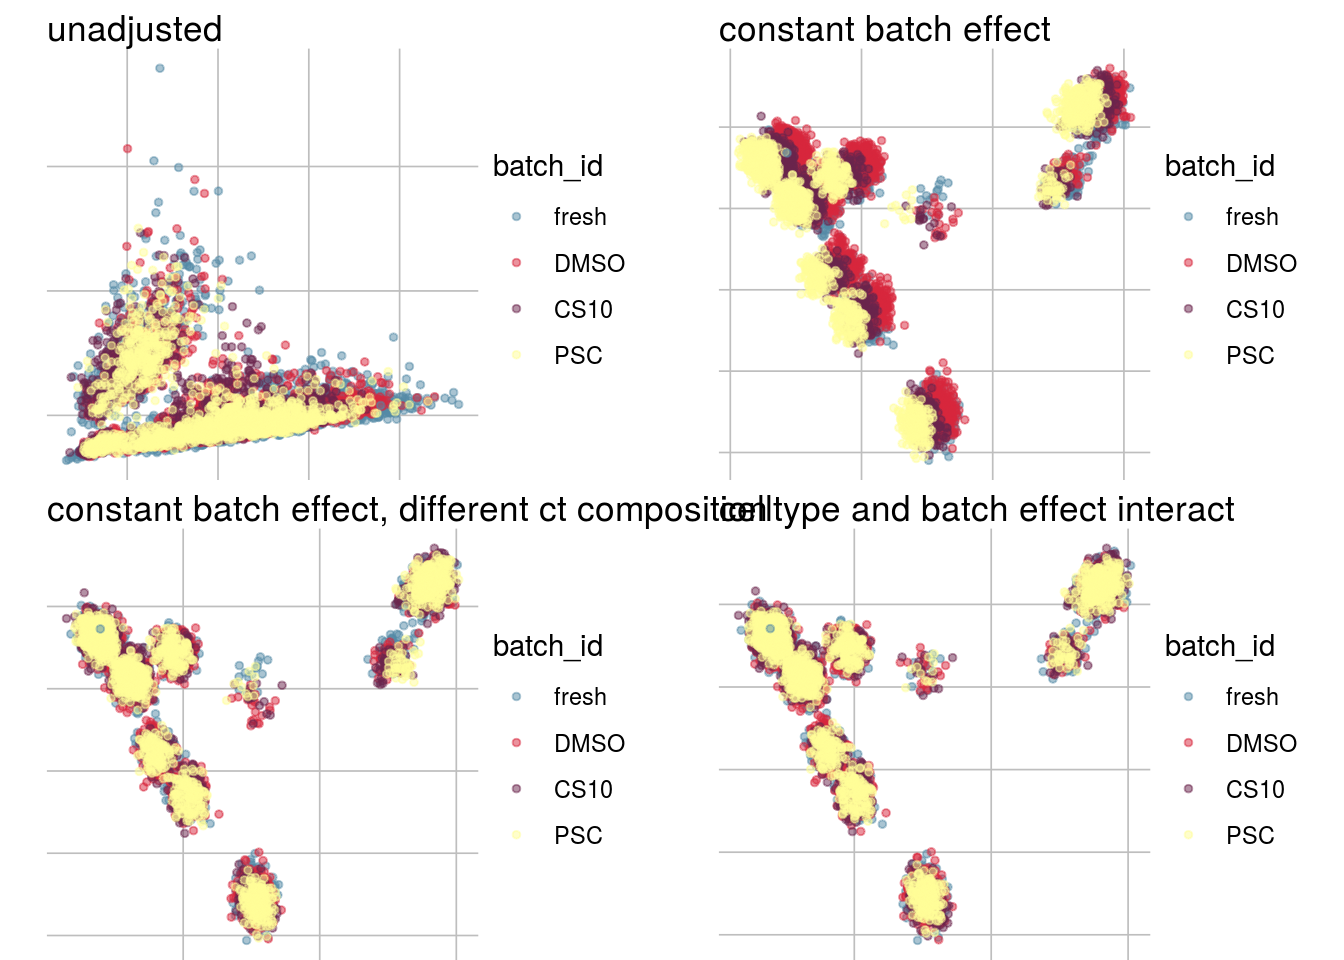 unadjusted
batch_id
fresh
DMSO
CS10
PSC
constant batch effect
batch_id
fresh
DMSO
CS10
PSC
constant batch effect, different ct composition
batch_id
fresh
DMSO
CS10
PSC
celltype and batch effect interact
batch_id
fresh
DMSO
CS10
PSC